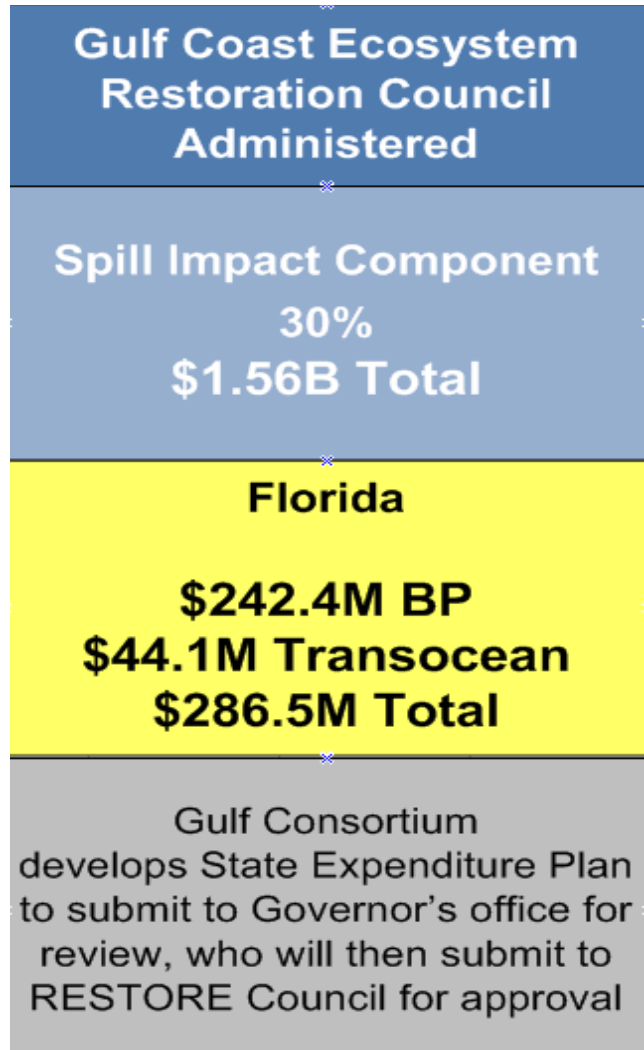 Gulf Coast Ecosystem
Restoration Council
Administered
Spill Impact Component
30%
$1.56B Total
Florida
$242.4M BP
$44.1M Transocean
$286.5M Total
Gulf Consortium
develops State Expenditure Plan
to submit to Governor’s office for
review, who will then submit to
RESTORE Council for approval